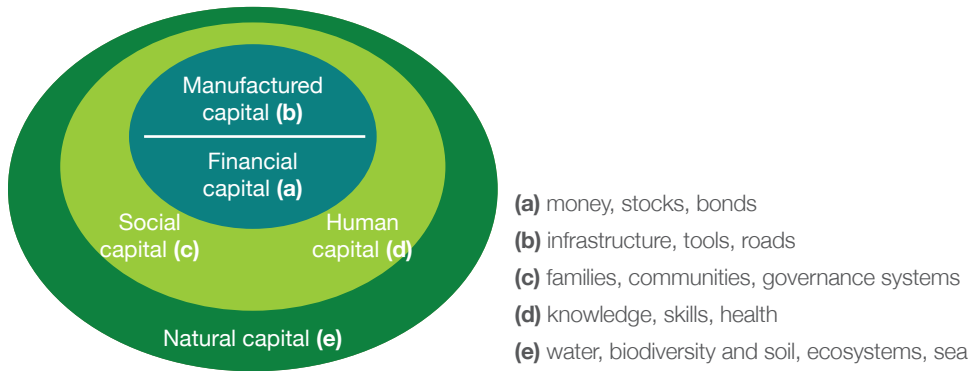 Manufactured
capital (b)
Financial
capital (a)
Social
capital (c)
Human
capital (d)
Natural capital (e)
(a) money, stocks, bonds
(b) infrastructure, tools, roads
(c) families, communities, governance systems
(d) knowledge, skills, health
(e) water, biodiversity and soil, ecosystems, sea